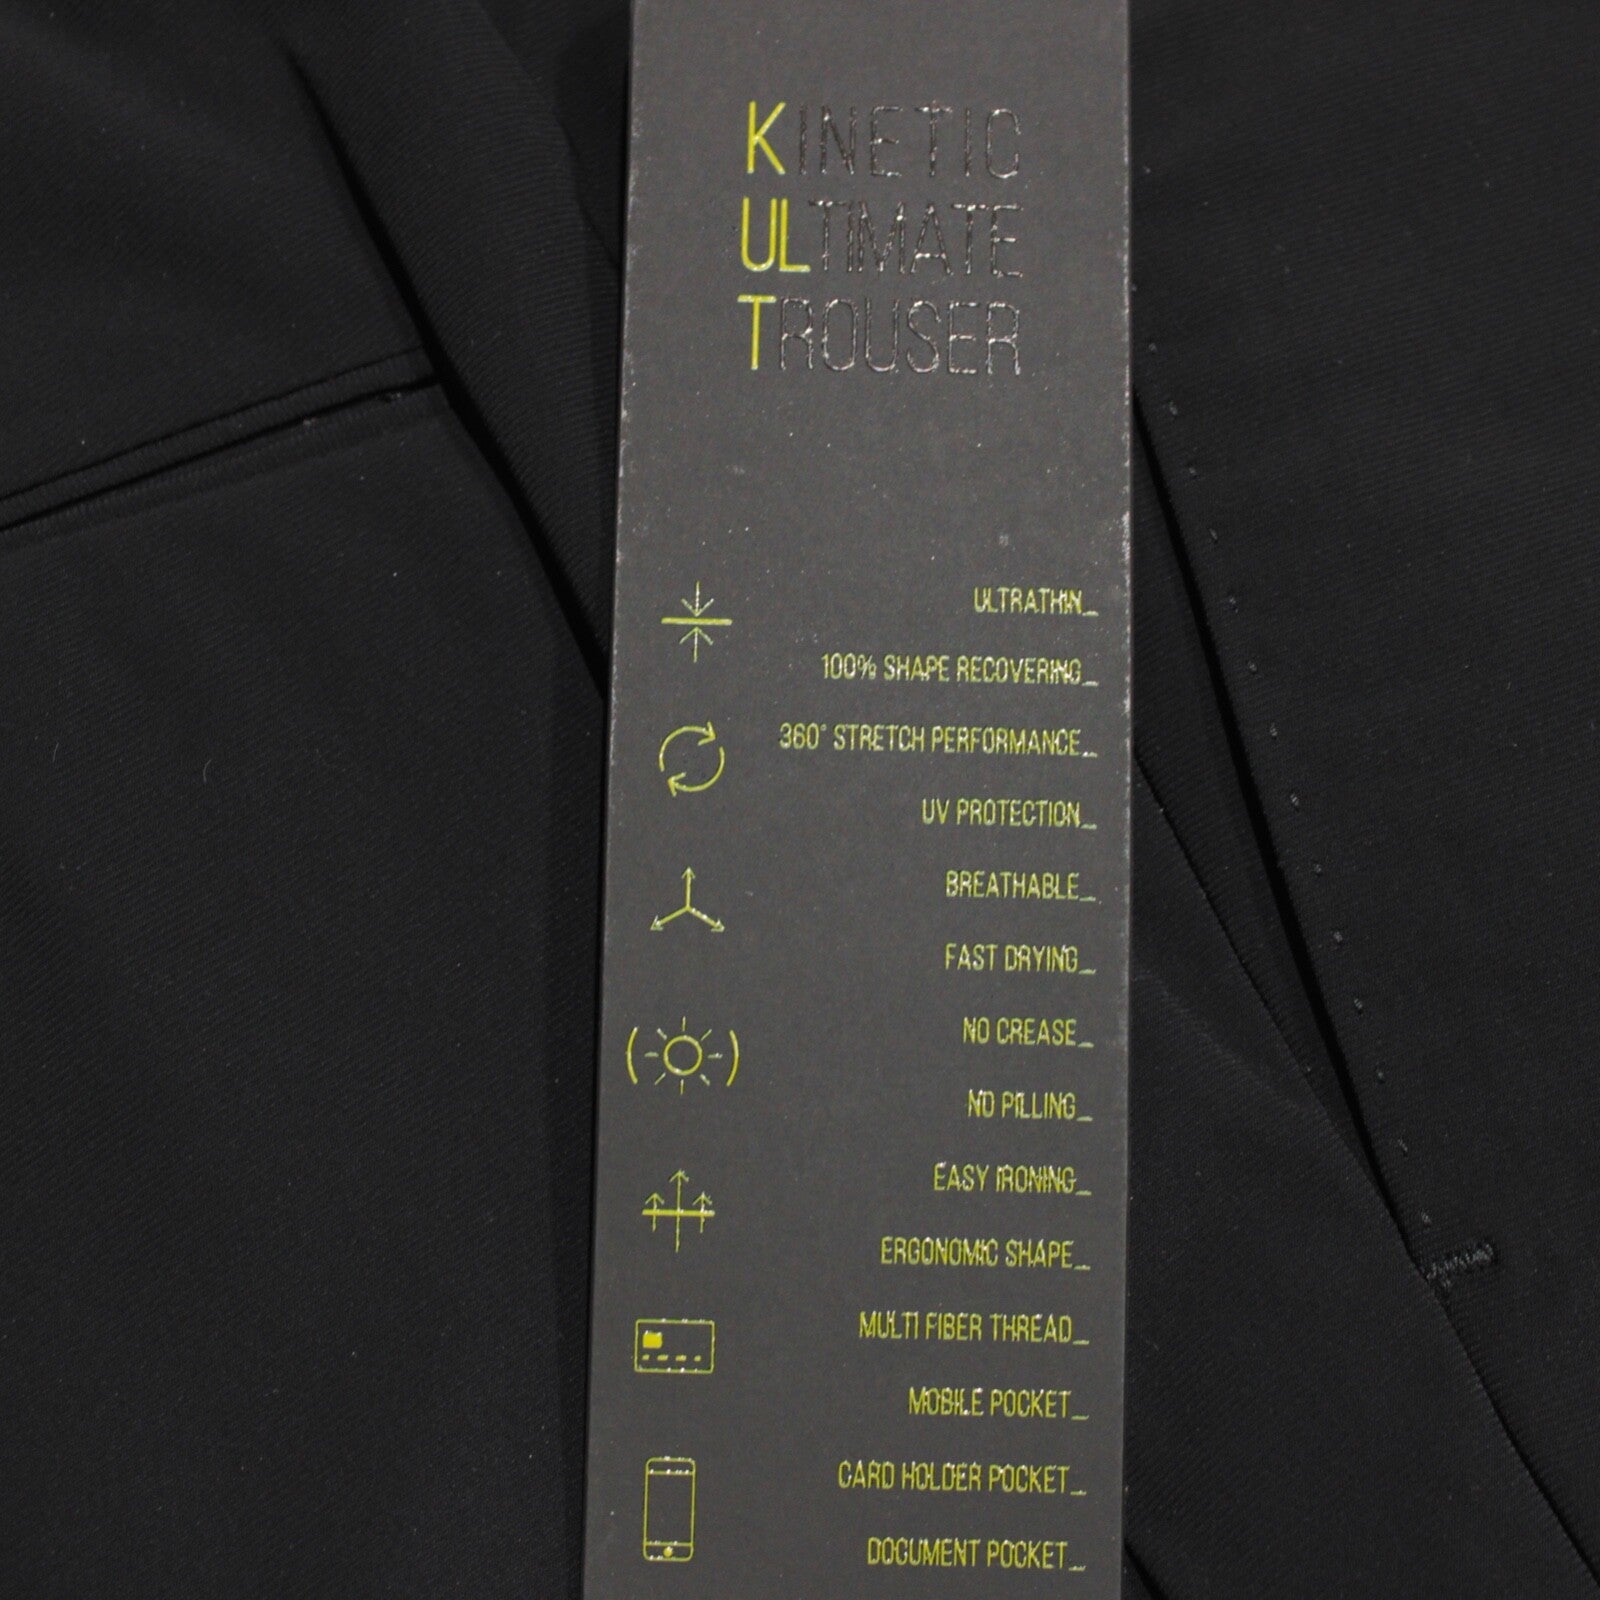 KINETIC
ULTIMATE
TROUSER
ULTRATHIN_
100% SHAPE RECOVERING_
360° STRETCH PERFORMANCE_
UV PROTECTION_
BREATHABLE_
FAST DRYING_
NO CREASE_
NO PILLING_
EASY IRONING_
ERGONOMIC SHAPE_
MULTI FIBER THREAD_
MOBILE POCKET_
CARD HOLDER POCKET_
DOCUMENT POCKET_